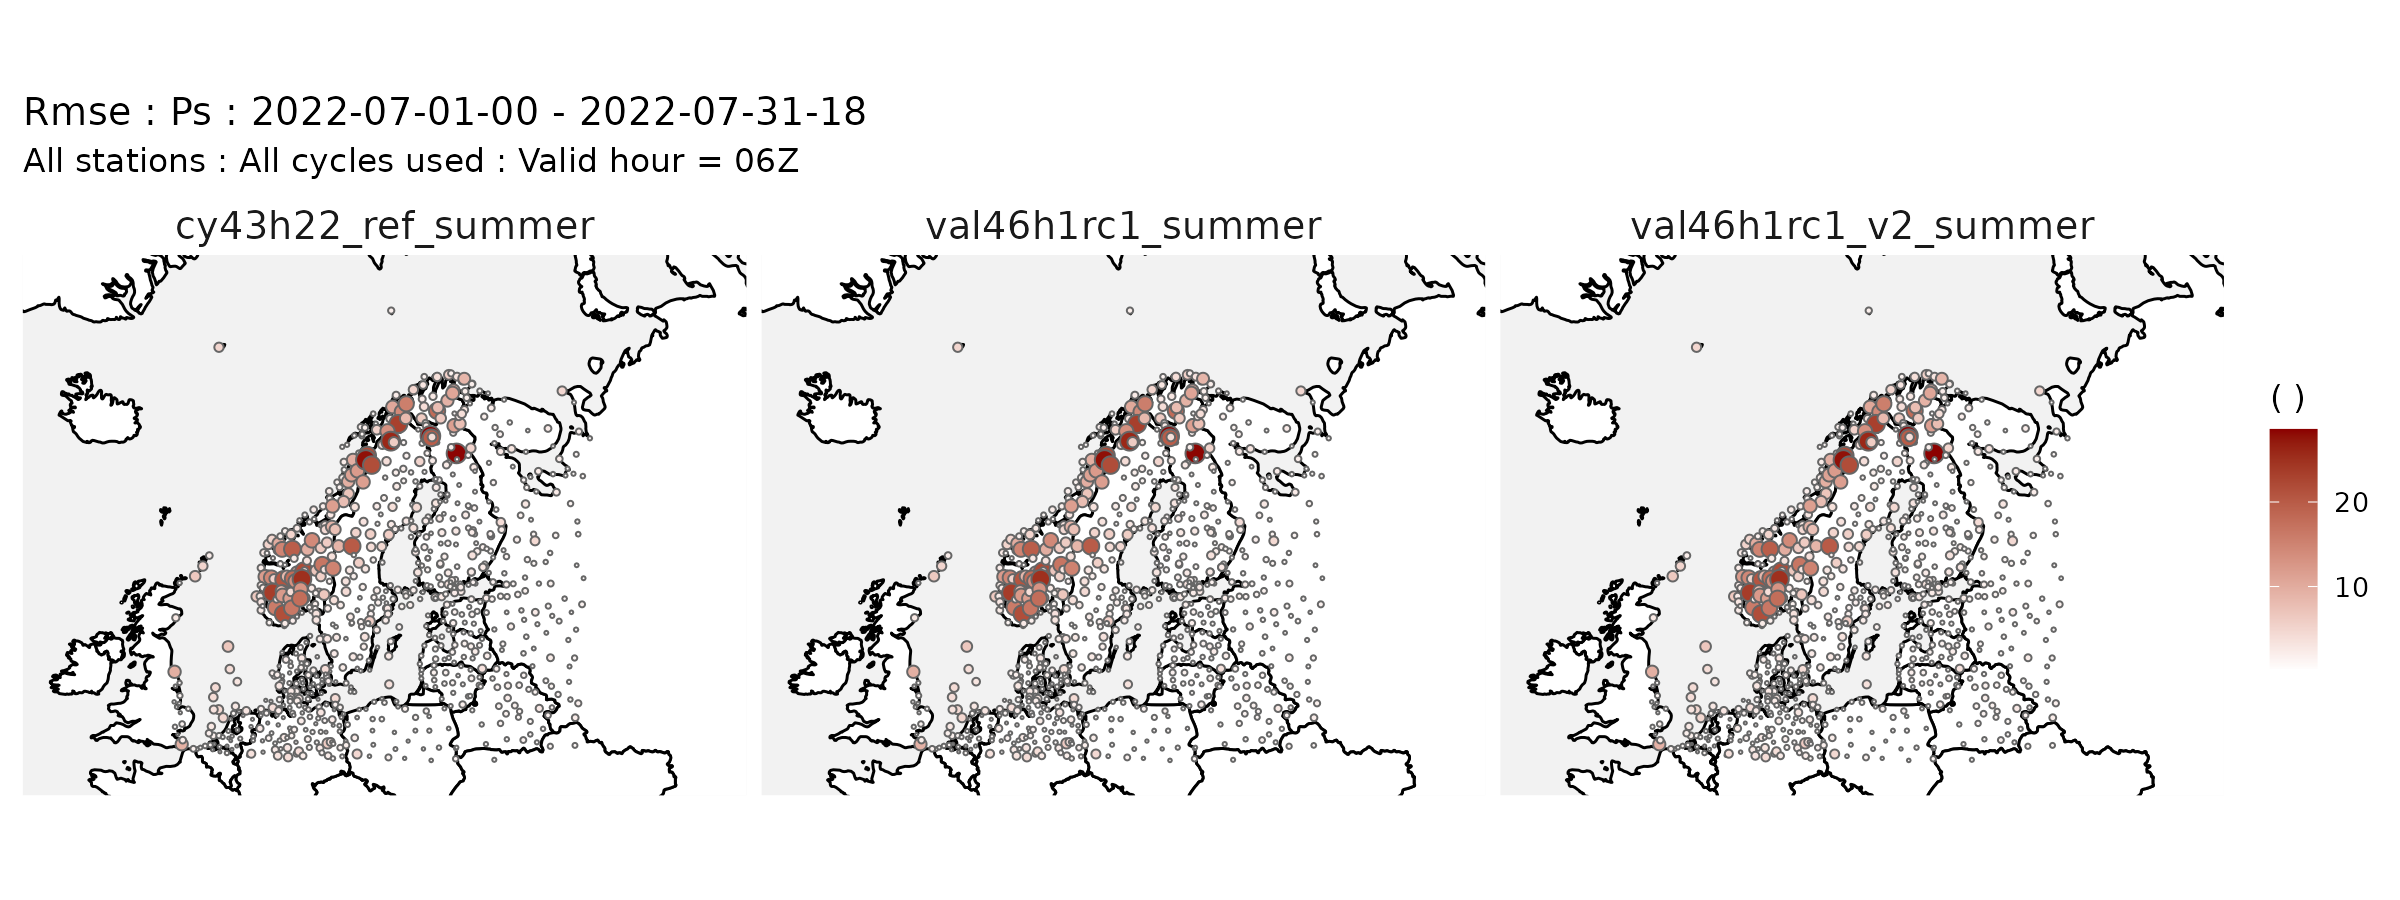 Rmse : Ps : 2022-07-01-00 - 2022-07-31-18
All stations : All cycles used : Valid hour = 06Z
cy43h22_ref_summer
val46h1rc1_summer
val46h1rc1_v2_summer
( )
20
10